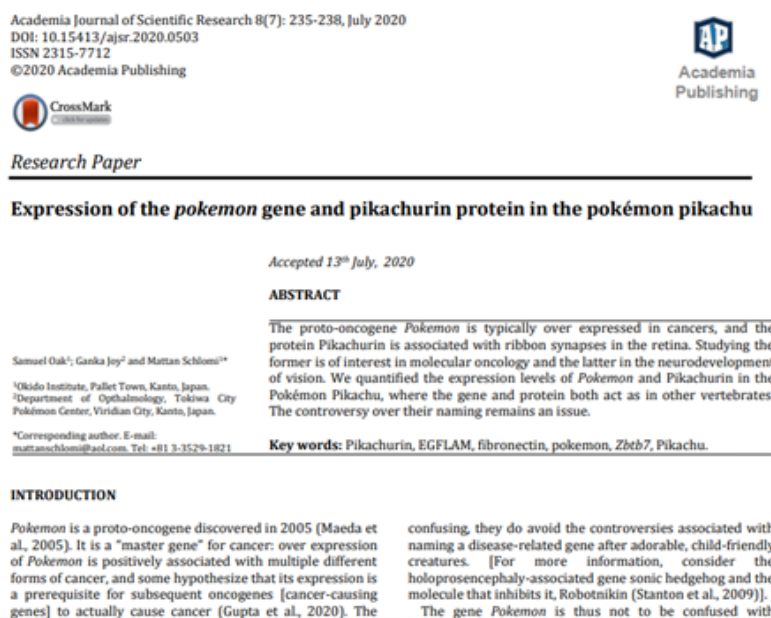 Academia Journal of Scientific Research 8(7): 235-238, July 2020
DOI: 10.15413/ajsr.2020.0503
ISSN 2315-7712
©2020 Academia Publishing
AP
Academia
Publishing
CrossMark
click for updates
Research Paper
Expression of the pokemon gene and pikachurin protein in the pokémon pikachu
Accepted 13th July, 2020
ABSTRACT
Samuel Oak¹; Ganka Joy² and Mattan Schlomi¹*
¹Okido Institute, Pallet Town, Kanto, Japan.
²Department of Opthalmology, Tokiwa City
Pokémon Center, Viridian City, Kanto, Japan.
*Corresponding author. E-mail:
mattanschlomi@aol.com. Tel: +81 3-3529-1821
The proto-oncogene Pokemon is typically over expressed in cancers, and the
protein Pikachurin is associated with ribbon synapses in the retina. Studying the
former is of interest in molecular oncology and the latter in the neurodevelopment
of vision. We quantified the expression levels of Pokemon and Pikachurin in the
Pokémon Pikachu, where the gene and protein both act as in other vertebrates.
The controversy over their naming remains an issue.
Key words: Pikachurin, EGFLAM, fibronectin, pokemon, Zbtb7, Pikachu.
INTRODUCTION
Pokemon is a proto-oncogene discovered in 2005 (Maeda et
al., 2005). It is a "master gene" for cancer: over expression
of Pokemon is positively associated with multiple different
forms of cancer, and some hypothesize that its expression is
a prerequisite for subsequent oncogenes [cancer-causing
genes] to actually cause cancer (Gupta et al., 2020). The
confusing, they do avoid the controversies associated with
naming a disease-related gene after adorable, child-friendly
creatures. [For more information, consider the
holoprosencephaly-associated gene sonic hedgehog and the
molecule that inhibits it, Robotnikin (Stanton et al., 2009)].
The gene Pokemon is thus not to be confused with